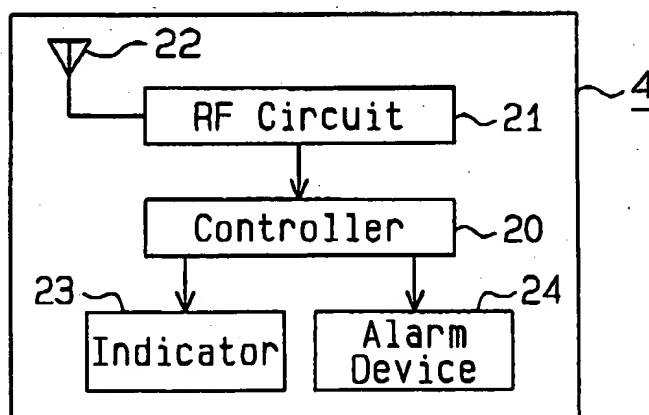 22
4
RF Circuit
21
Controller
20
23
24
Indicator
Alarm
Device